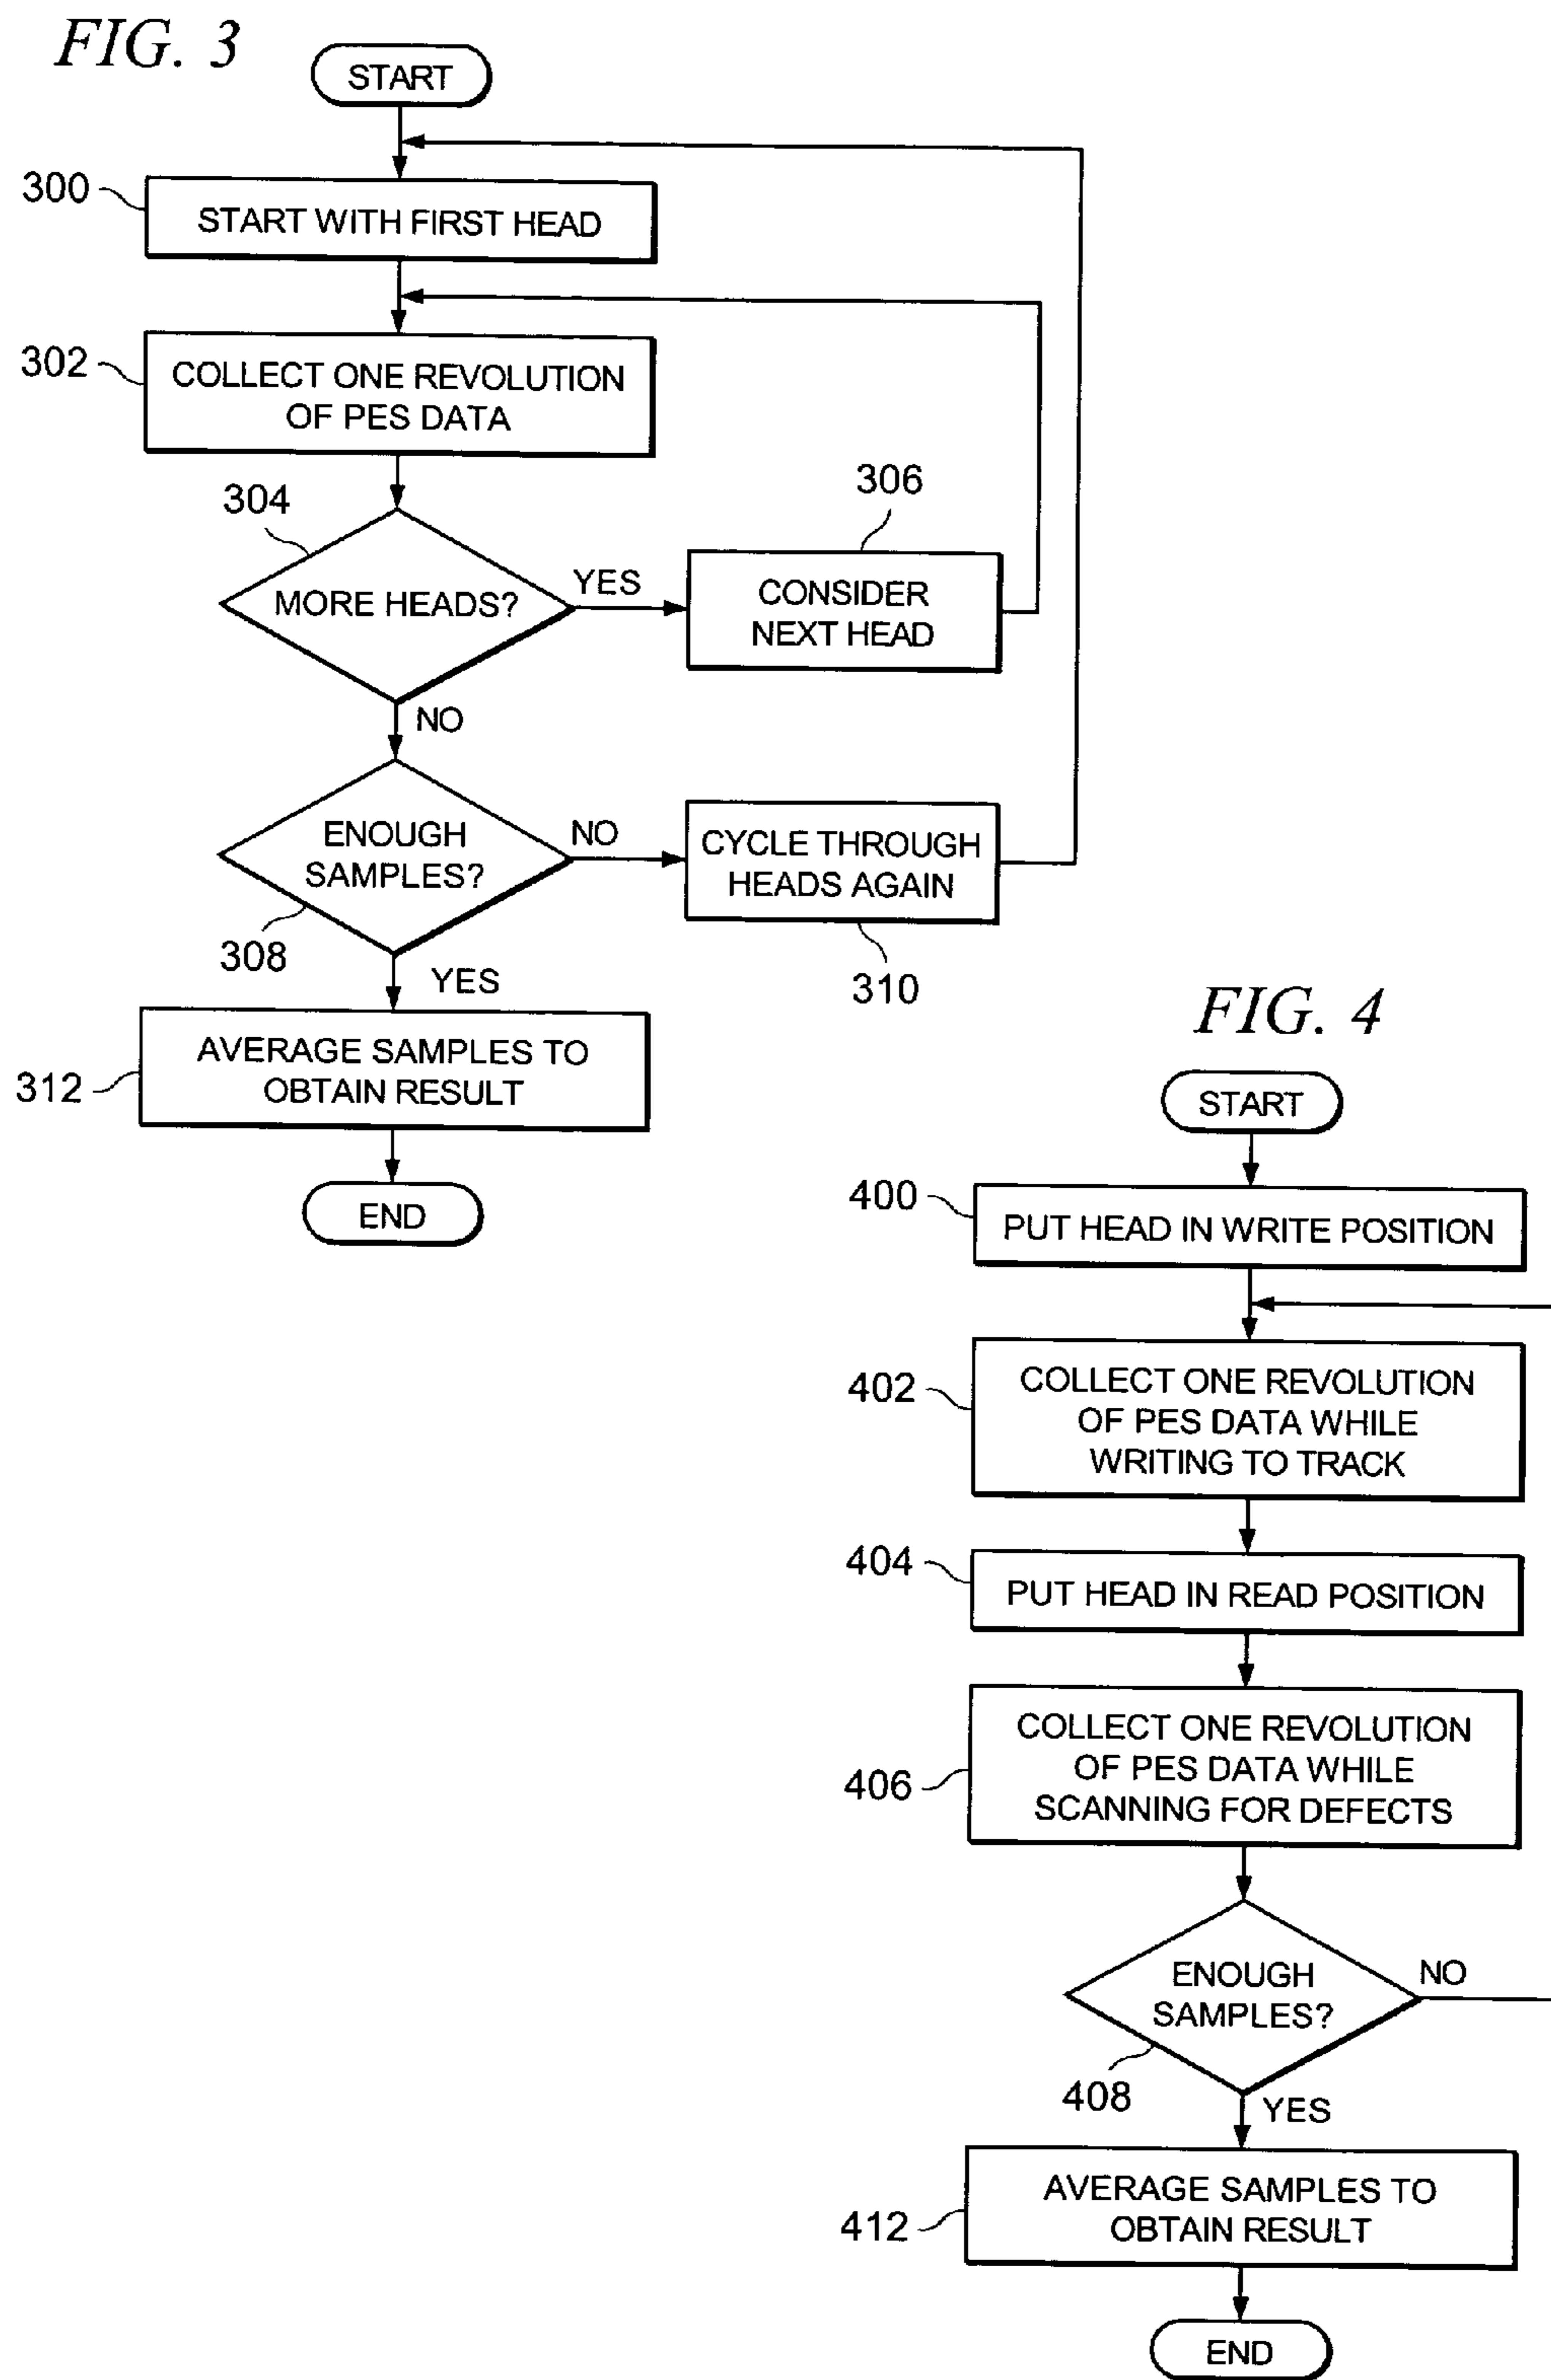 FIG. 3
START
300
START WITH FIRST HEAD
302
COLLECT ONE REVOLUTION
OF PES DATA
304
MORE HEADS?
YES
306
CONSIDER
NEXT HEAD
NO
ENOUGH
SAMPLES?
308
NO
CYCLE THROUGH
HEADS AGAIN
310
YES
312
AVERAGE SAMPLES TO
OBTAIN RESULT
END
FIG. 4
START
400
PUT HEAD IN WRITE POSITION
402
COLLECT ONE REVOLUTION
OF PES DATA WHILE
WRITING TO TRACK
404
PUT HEAD IN READ POSITION
406
COLLECT ONE REVOLUTION
OF PES DATA WHILE
SCANNING FOR DEFECTS
ENOUGH
SAMPLES?
NO
408
YES
412
AVERAGE SAMPLES TO
OBTAIN RESULT
END